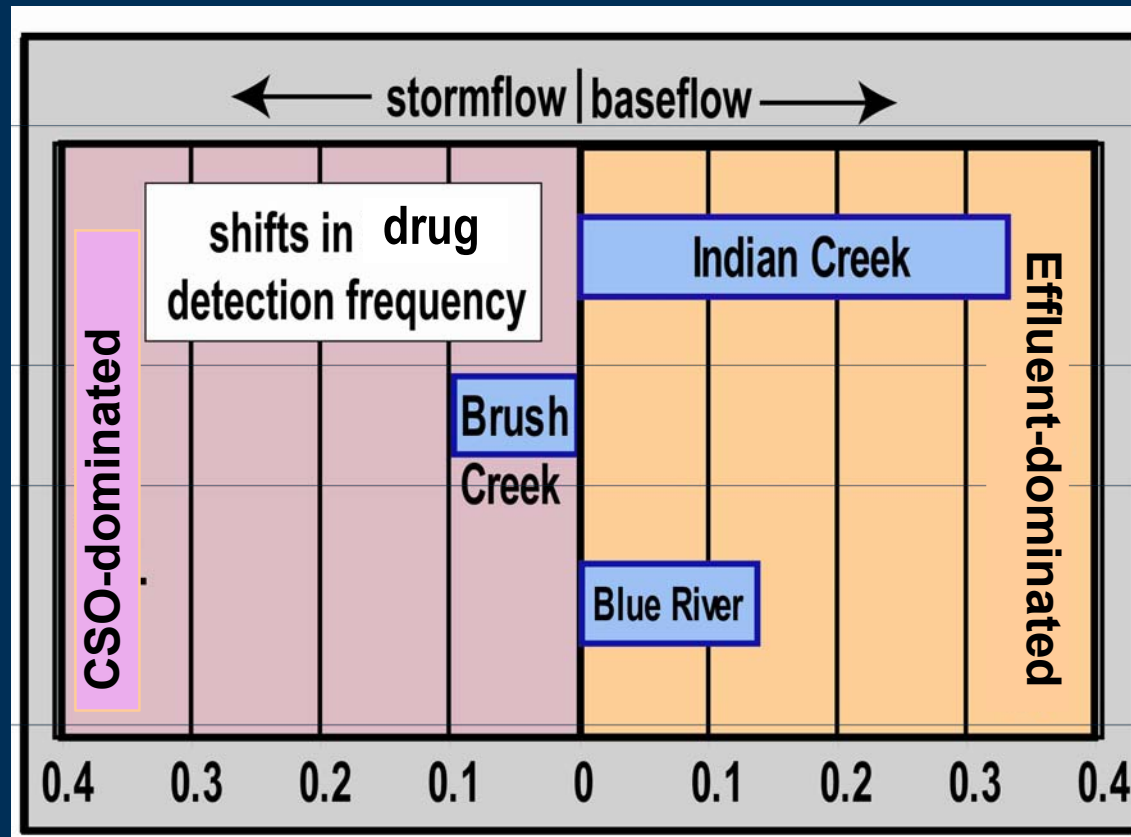 stormflow | baseflow
shifts in drug
detection frequency
CSO-dominated
Indian Creek
Effluent-dominated
Brush
Creek
Blue River
0.4 0.3 0.2 0.1 0 0.1 0.2 0.3 0.4